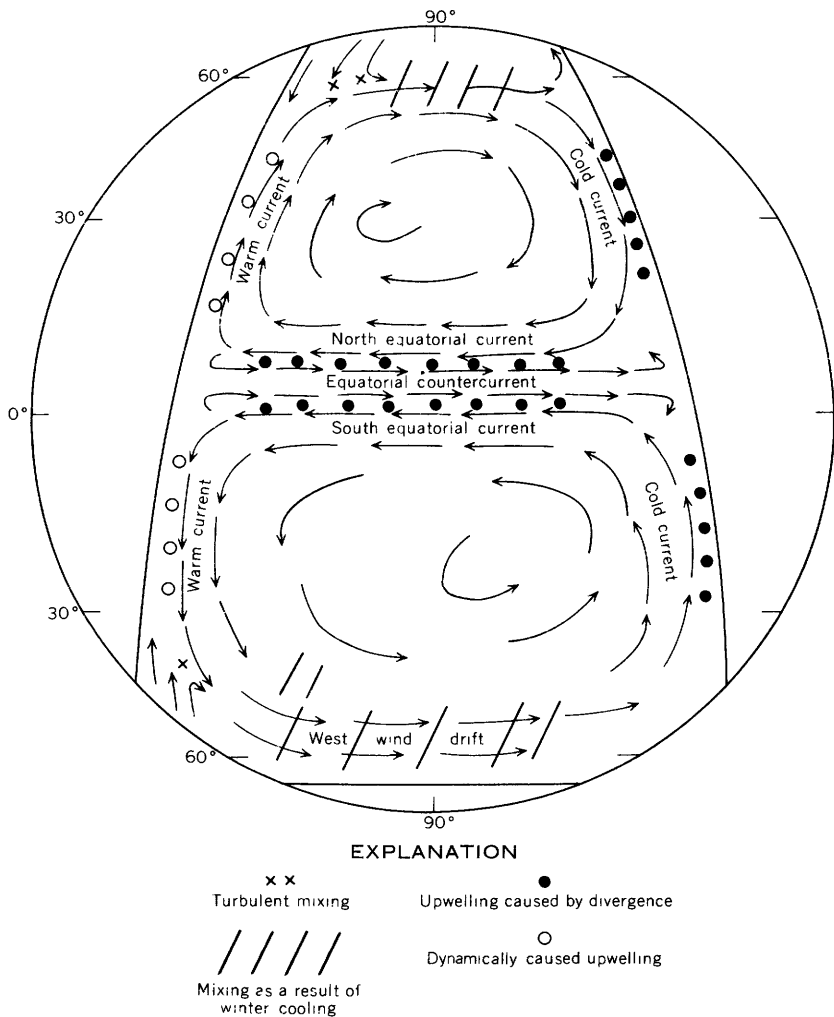 90°
60°
30°
0°
30°
60°
90°
Warm current
Cold current
North equatorial current
Equatorial countercurrent
South equatorial current
Warm current
Cold current
West wind drift
EXPLANATION
Turbulent mixing
Upwelling caused by divergence
Mixing as a result of
winter cooling
Dynamically caused upwelling